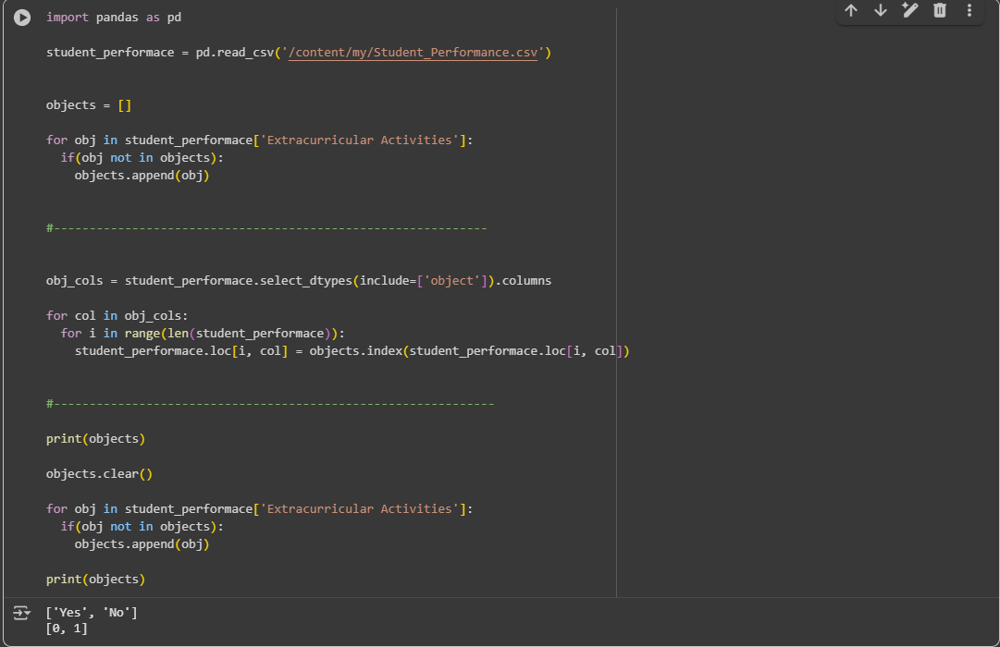 import pandas as pd
student_performace = pd.read_csv('/content/my/Student_Performance.csv')
objects = []
for obj in student_performace['Extracurricular Activities']:
  if(obj not in objects):
    objects.append(obj)
#-------------------------------------------------------------
obj_cols = student_performace.select_dtypes(include=['object']).columns
for col in obj_cols:
  for i in range(len(student_performace)):
    student_performace.loc[i, col] = objects.index(student_performace.loc[i, col])
#--------------------------------------------------------------
print(objects)
objects.clear()
for obj in student_performace['Extracurricular Activities']:
  if(obj not in objects):
    objects.append(obj)
print(objects)
['Yes', 'No']
[0, 1]